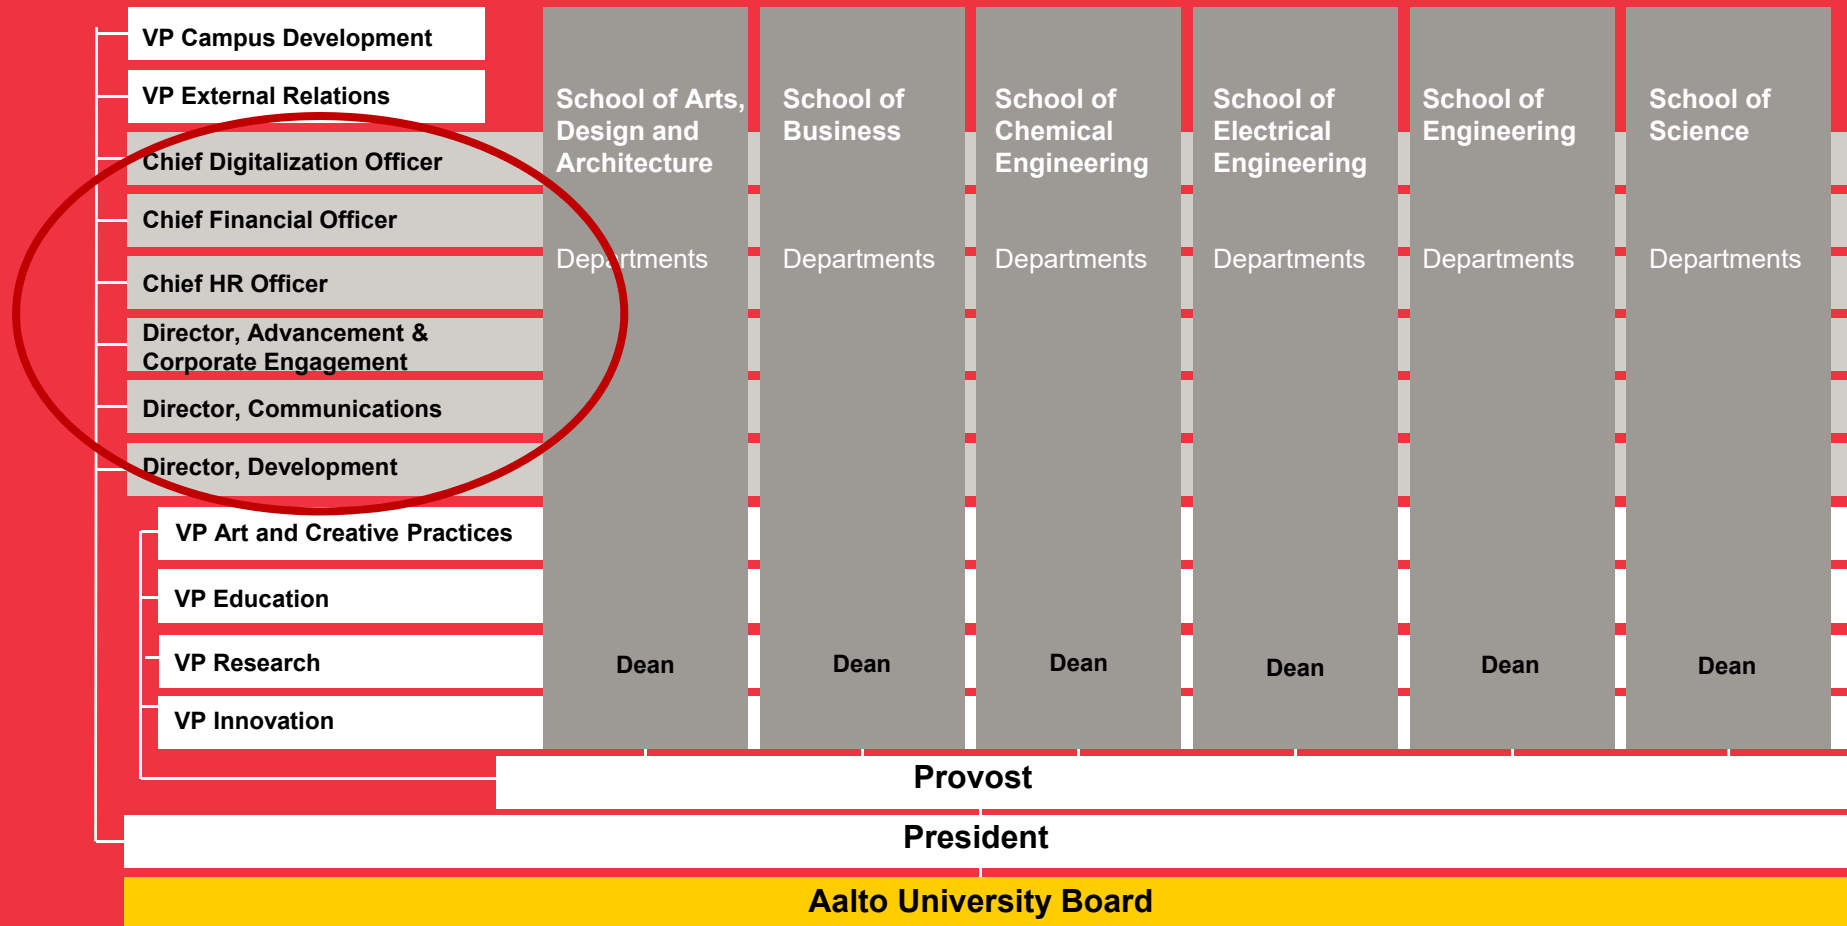 VP Campus Development
VP External Relations
Chief Digitalization Officer
Chief Financial Officer
Chief HR Officer
Director, Advancement &
Corporate Engagement
Director, Communications
Director, Development
VP Art and Creative Practices
VP Education
VP Research
VP Innovation
School of Arts,
Design and
Architecture
Departments
Dean
School of
Business
Departments
Dean
School of
Chemical
Engineering
Departments
Dean
School of
Electrical
Engineering
Departments
Dean
School of
Engineering
Departments
Dean
School of
Science
Departments
Dean
Provost
President
Aalto University Board